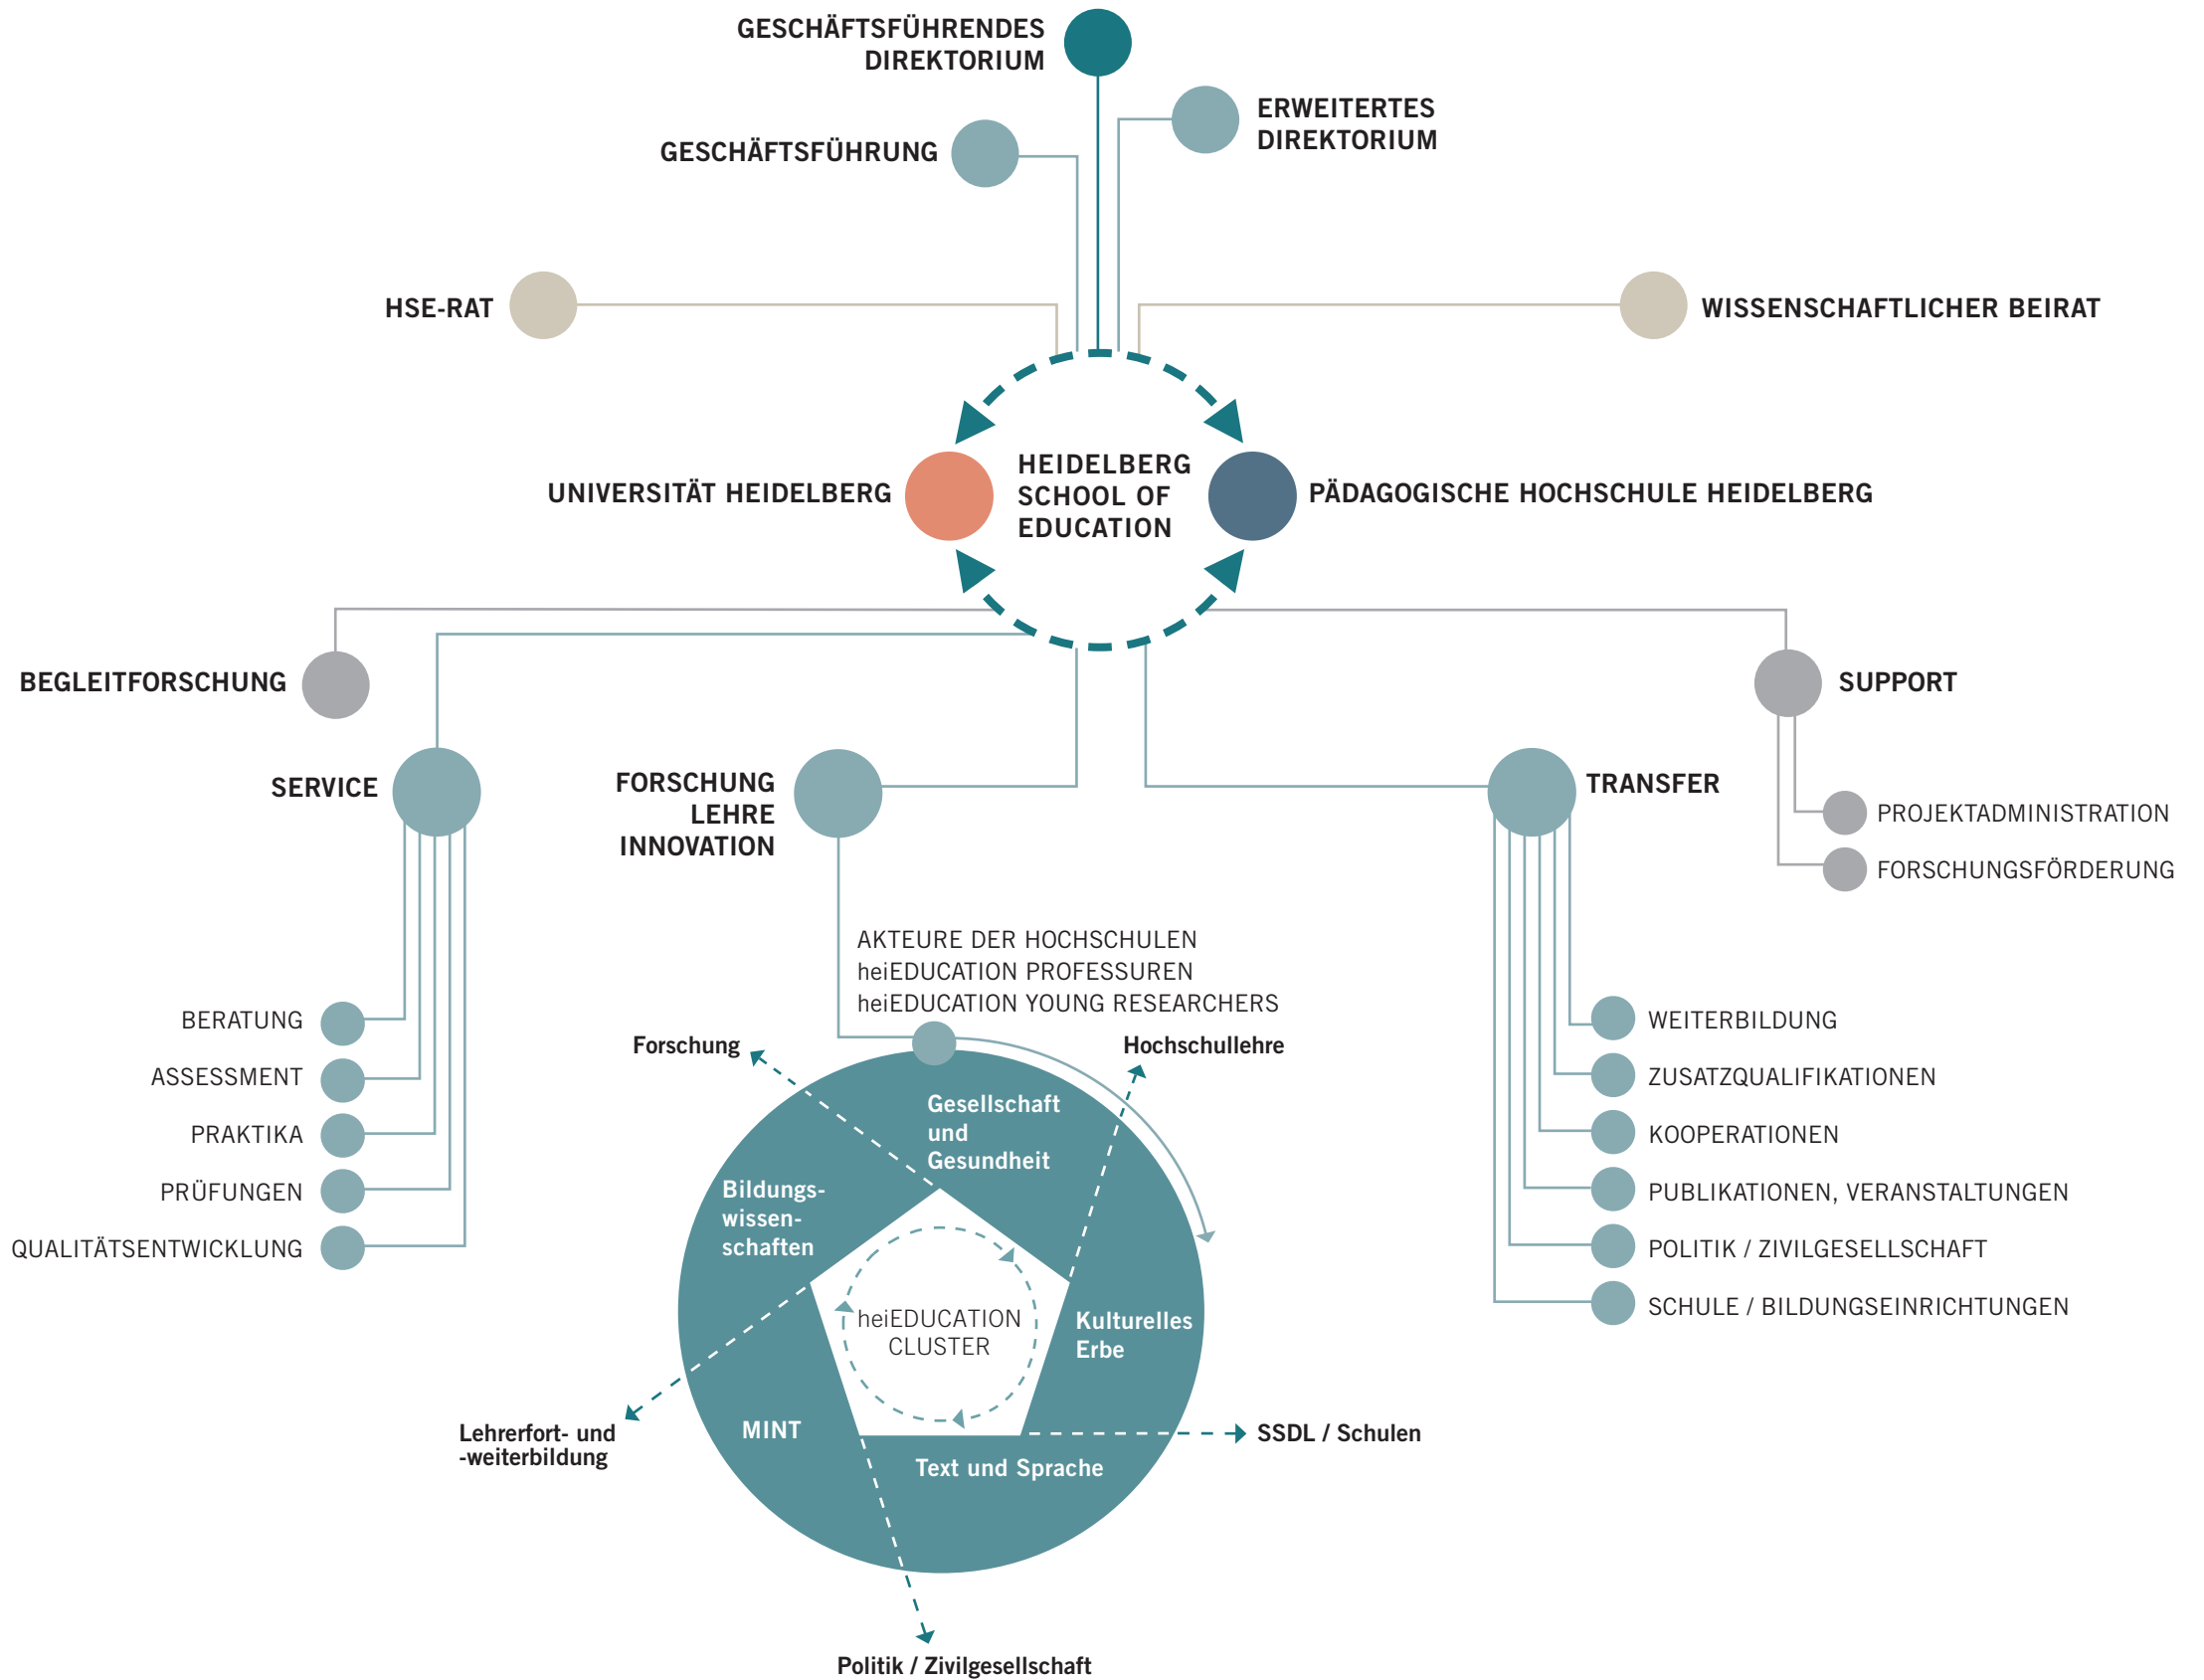 GESCHÄFTSFÜHRENDES
DIREKTORIUM
ERWEITERTES
DIREKTORIUM
GESCHÄFTSFÜHRUNG
HSE-RAT
WISSENSCHAFTLICHER BEIRAT
UNIVERSITÄT HEIDELBERG
HEIDELBERG
SCHOOL OF
EDUCATION
PÄDAGOGISCHE HOCHSCHULE HEIDELBERG
BEGLEITFORSCHUNG
SUPPORT
PROJEKTADMINISTRATION
FORSCHUNGSFÖRDERUNG
SERVICE
BERATUNG
ASSESSMENT
PRAKTIKA
PRÜFUNGEN
QUALITÄTSENTWICKLUNG
FORSCHUNG
LEHRE
INNOVATION
TRANSFER
WEITERBILDUNG
ZUSATZQUALIFIKATIONEN
KOOPERATIONEN
PUBLIKATIONEN, VERANSTALTUNGEN
POLITIK / ZIVILGESELLSCHAFT
SCHULE / BILDUNGSEINRICHTUNGEN
AKTEURE DER HOCHSCHULEN
heiEDUCATION PROFESSUREN
heiEDUCATION YOUNG RESEARCHERS
Forschung
Hochschullehre
Gesellschaft
und
Gesundheit
Bildungs-
wissen-
schaften
heiEDUCATION
CLUSTER
Kulturelles
Erbe
MINT
Text und Sprache
Lehrerfort- und
-weiterbildung
SSDL / Schulen
Politik / Zivilgesellschaft